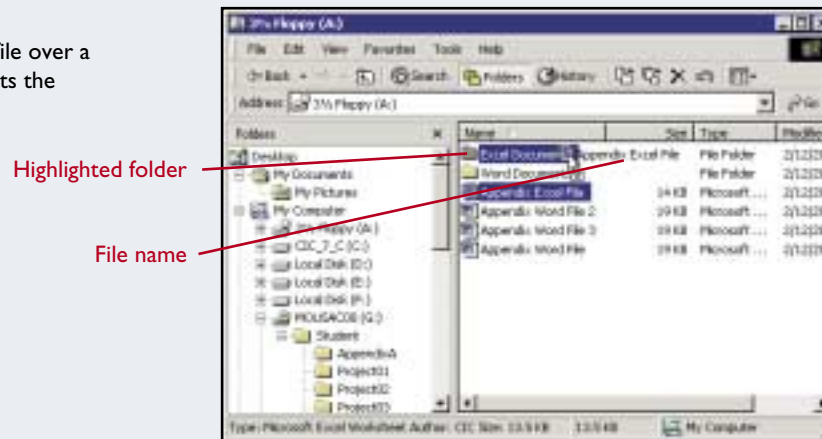 file over a
ts the
Highlighted folder
File name
3½ Floppy (A:)
File Edit View Favorites Tools Help
Back Search Folders History
Address 3½ Floppy (A:) Go
Folders
Desktop
My Documents
My Pictures
My Computer
3½ Floppy (A:)
CIC_7_C (C:)
Local Disk (D:)
Local Disk (E:)
Local Disk (F:)
MOUSAC08 (G:)
Student
AppendixA
Project01
Project02
Project03
Name Size Type Modified
Excel Document Appendix Excel File File Folder
Word Document File Folder
Appendix Excel File 14 KB Microsoft ...
Appendix Word File 2 19 KB Microsoft ...
Appendix Word File 3 19 KB Microsoft ...
Appendix Word File 19 KB Microsoft ...
Type: Microsoft Excel Worksheet Author: CIC Size: 13.5 KB 13.5 KB My Computer